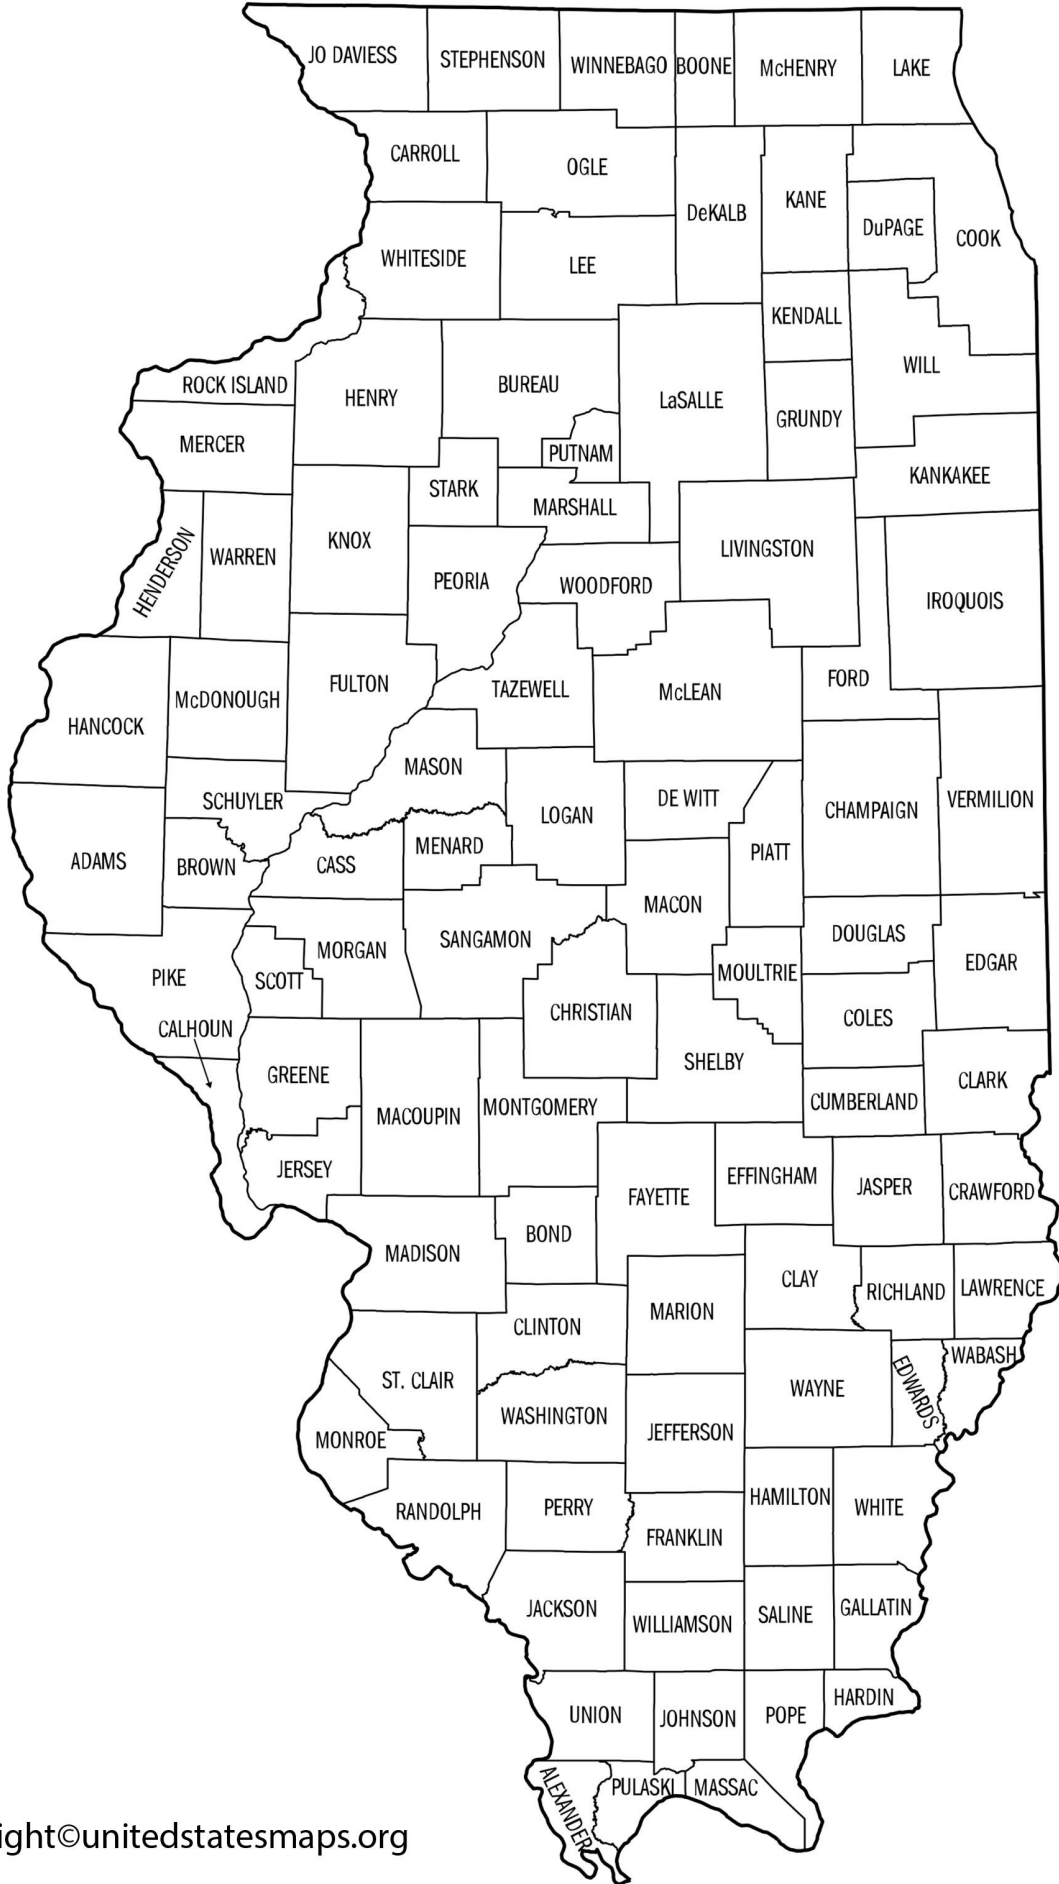 JO DAVIESS
STEPHENSON
WINNEBAGO
BOONE
McHENRY
LAKE
CARROLL
OGLE
DeKALB
KANE
DuPAGE
COOK
WHITESIDE
LEE
KENDALL
WILL
ROCK ISLAND
HENRY
BUREAU
LaSALLE
GRUNDY
MERCER
PUTNAM
KANKAKEE
STARK
MARSHALL
HENDERSON
WARREN
KNOX
PEORIA
WOODFORD
LIVINGSTON
IROQUOIS
HANCOCK
McDONOUGH
FULTON
TAZEWELL
McLEAN
FORD
MASON
SCHUYLER
LOGAN
DE WITT
CHAMPAIGN
VERMILION
ADAMS
BROWN
CASS
MENARD
PIATT
MACON
SANGAMON
MORGAN
DOUGLAS
EDGAR
PIKE
SCOTT
MOULTRIE
CHRISTIAN
COLES
CALHOUN
GREENE
SHELBY
CLARK
MACOUPIN
MONTGOMERY
CUMBERLAND
JERSEY
FAYETTE
EFFINGHAM
JASPER
CRAWFORD
MADISON
BOND
CLAY
RICHLAND
LAWRENCE
CLINTON
MARION
WABASH
ST. CLAIR
WAYNE
EDWARDS
WASHINGTON
JEFFERSON
MONROE
RANDOLPH
PERRY
HAMILTON
WHITE
FRANKLIN
JACKSON
WILLIAMSON
SALINE
GALLATIN
UNION
JOHNSON
POPE
HARDIN
ALEXANDER
PULASKI
MASSAC
ight©unitedstatesmaps.org